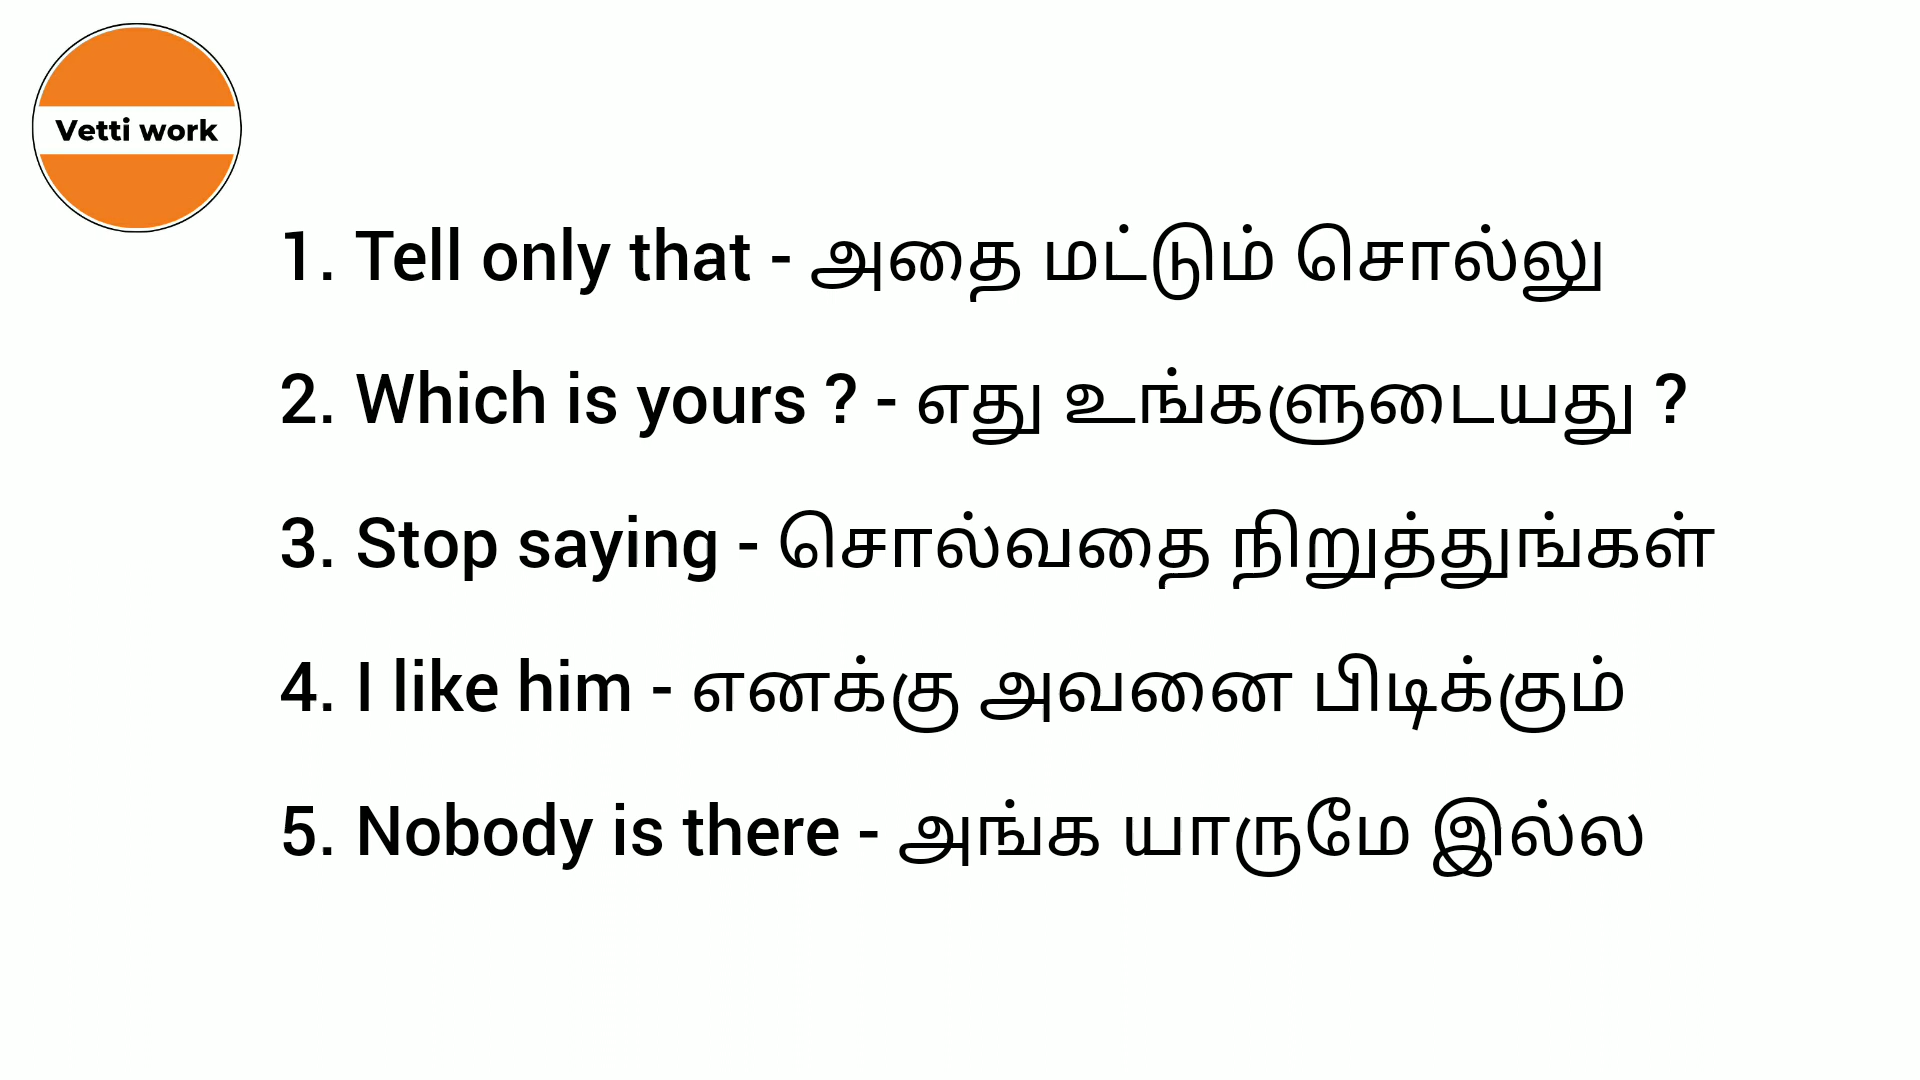 Vetti work
1. Tell only that - அதை மட்டும் சொல்லு
2. Which is yours ? - எது உங்களுடையது ?
3. Stop saying - சொல்வதை நிறுத்துங்கள்
4. I like him - எனக்கு அவனை பிடிக்கும்
5. Nobody is there - அங்க யாருமே இல்ல